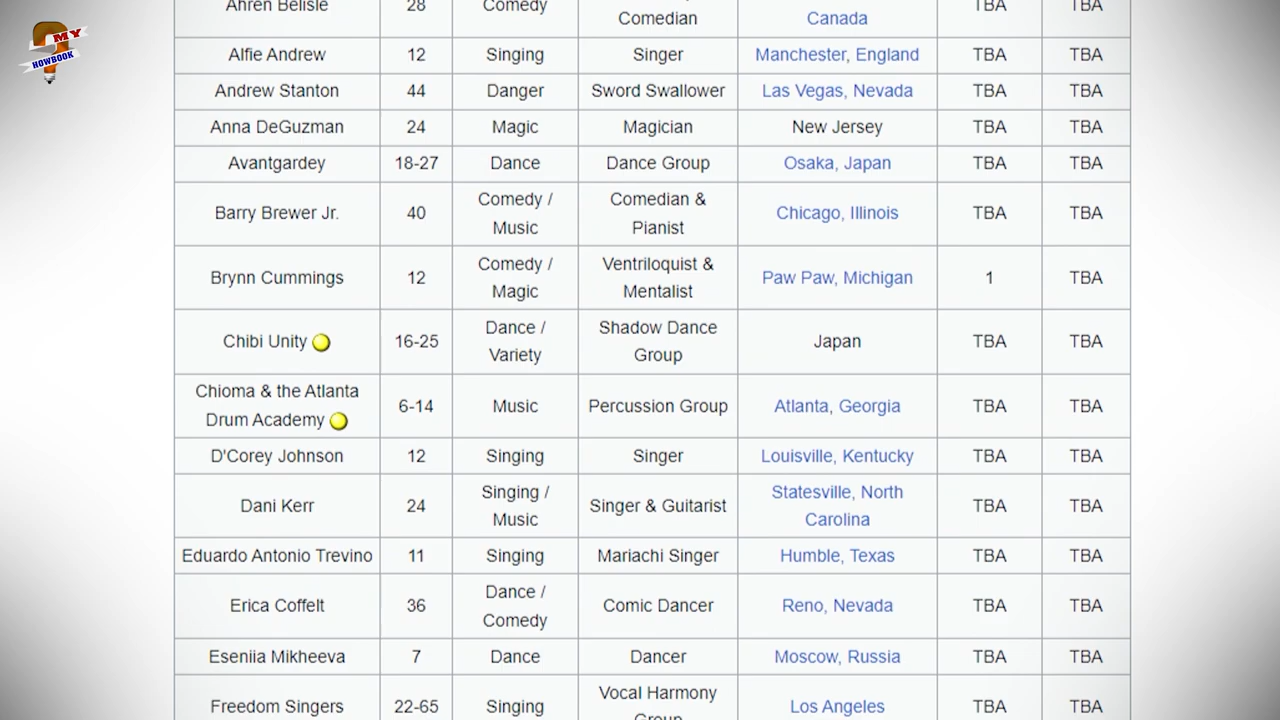 MY
HOWBOOK
Ahren Belisle 28 Comedy Comedian Canada TBA TBA
Alfie Andrew 12 Singing Singer Manchester, England TBA TBA
Andrew Stanton 44 Danger Sword Swallower Las Vegas, Nevada TBA TBA
Anna DeGuzman 24 Magic Magician New Jersey TBA TBA
Avantgardey 18-27 Dance Dance Group Osaka, Japan TBA TBA
Barry Brewer Jr. 40 Comedy / Music Comedian & Pianist Chicago, Illinois TBA TBA
Brynn Cummings 12 Comedy / Magic Ventriloquist & Mentalist Paw Paw, Michigan 1 TBA
Chibi Unity 16-25 Dance / Variety Shadow Dance Group Japan TBA TBA
Chioma & the Atlanta Drum Academy 6-14 Music Percussion Group Atlanta, Georgia TBA TBA
D'Corey Johnson 12 Singing Singer Louisville, Kentucky TBA TBA
Dani Kerr 24 Singing / Music Singer & Guitarist Statesville, North Carolina TBA TBA
Eduardo Antonio Trevino 11 Singing Mariachi Singer Humble, Texas TBA TBA
Erica Coffelt 36 Dance / Comedy Comic Dancer Reno, Nevada TBA TBA
Eseniia Mikheeva 7 Dance Dancer Moscow, Russia TBA TBA
Freedom Singers 22-65 Singing Vocal Harmony Group Los Angeles TBA TBA